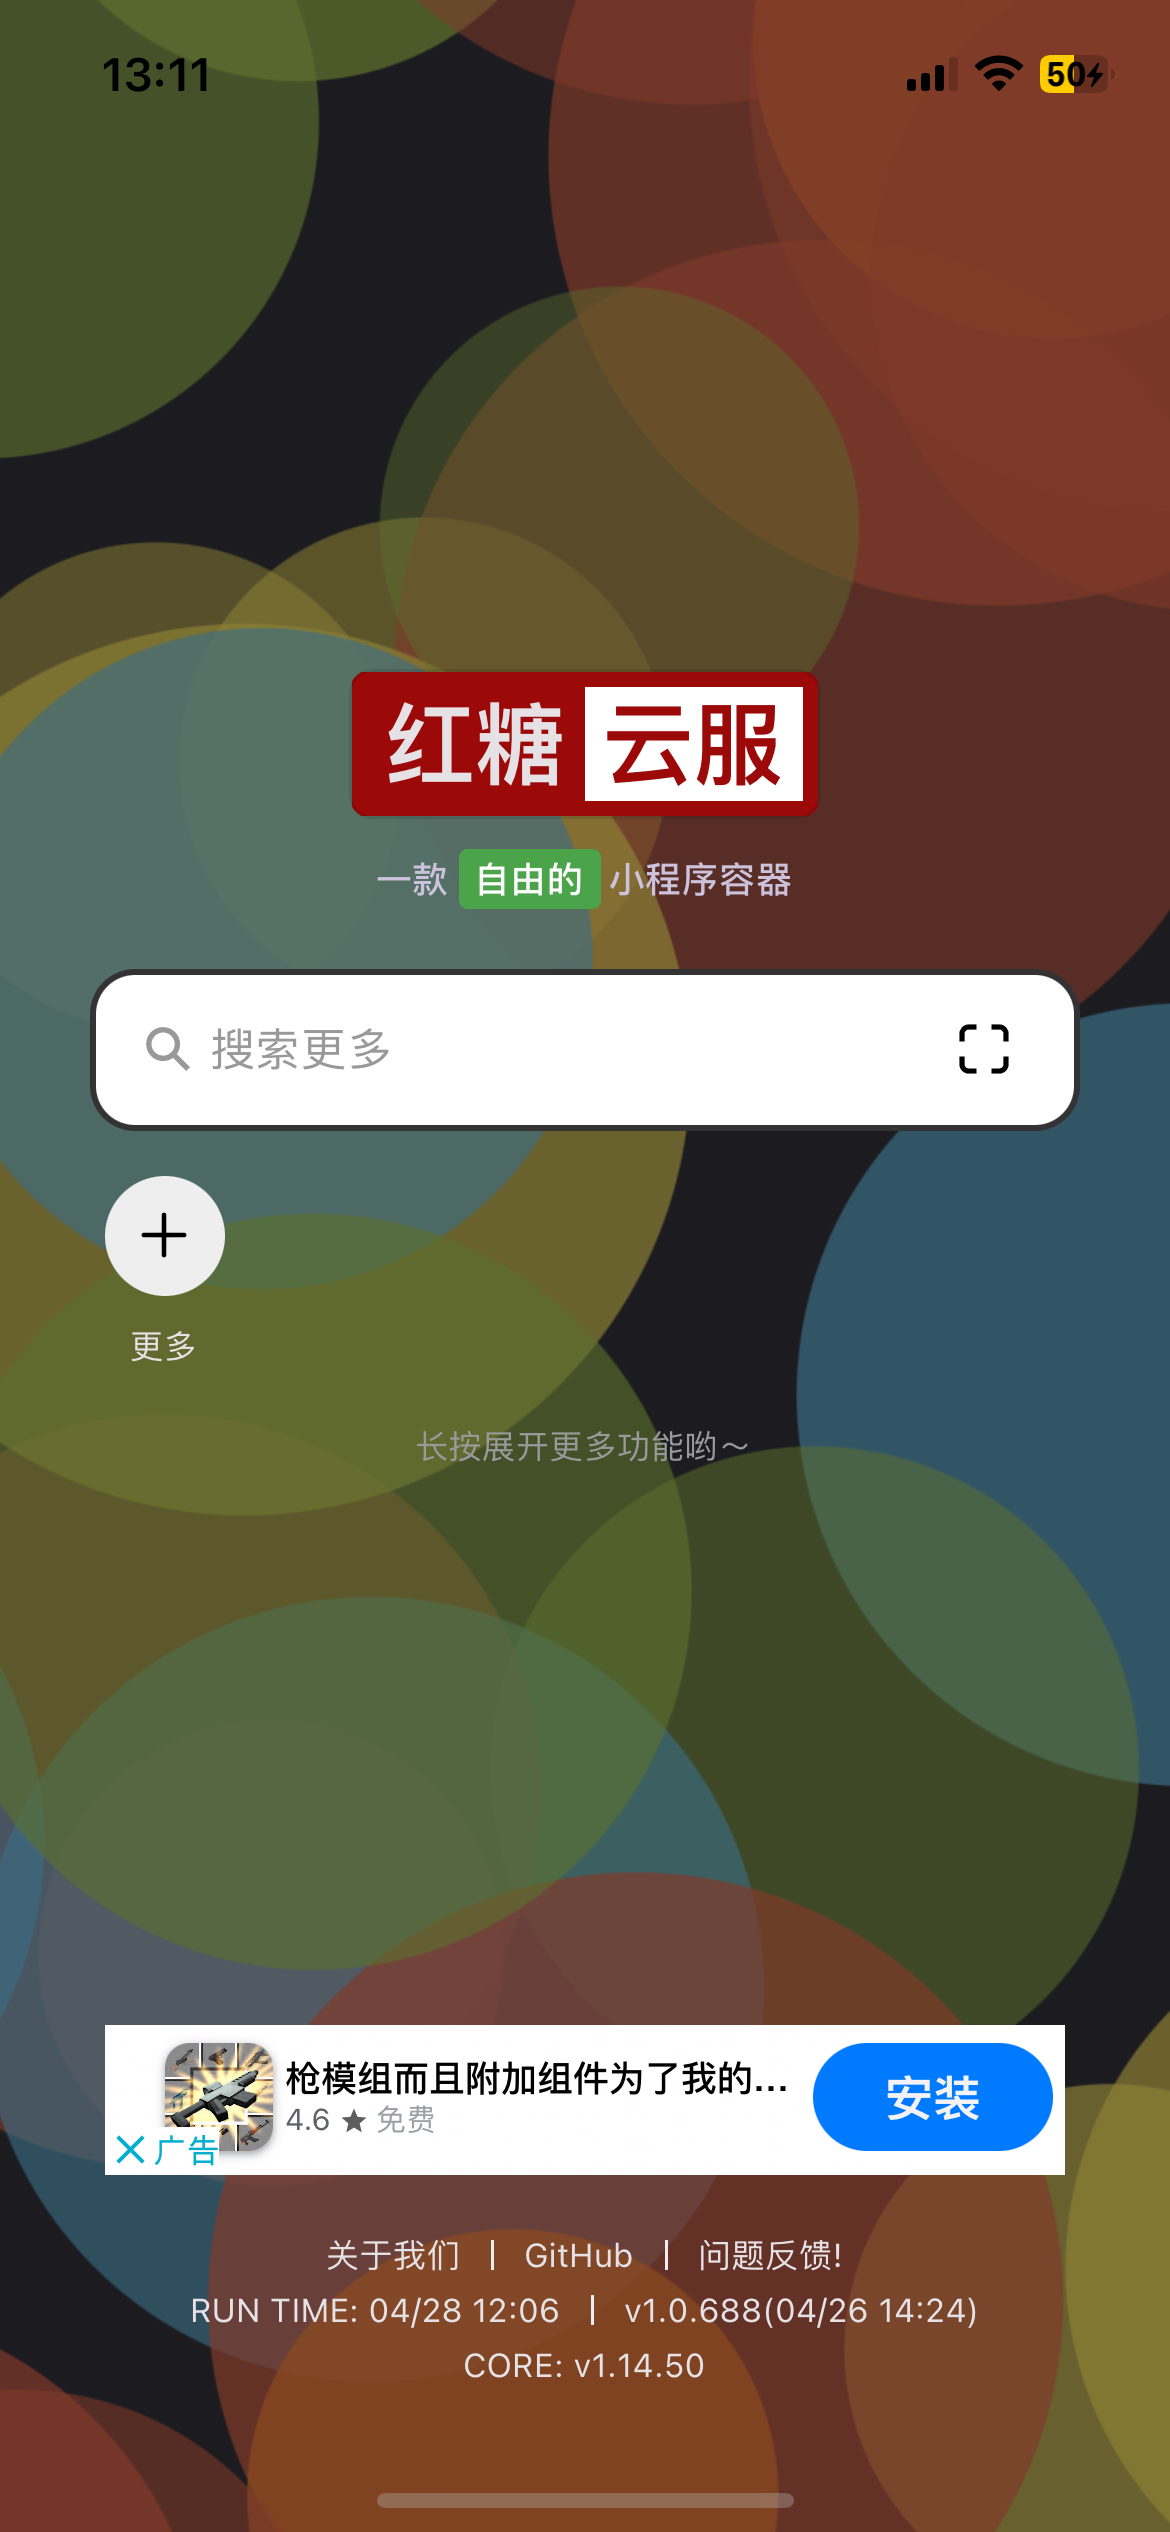 13:11
50
红糖 云服
一款 自由的 小程序容器
搜索更多
更多
长按展开更多功能哟～
枪模组而且附加组件为了我的...
4.6 ★ 免费
安装
广告
关于我们 | GitHub | 问题反馈!
RUN TIME: 04/28 12:06 | v1.0.688(04/26 14:24)
CORE: v1.14.50